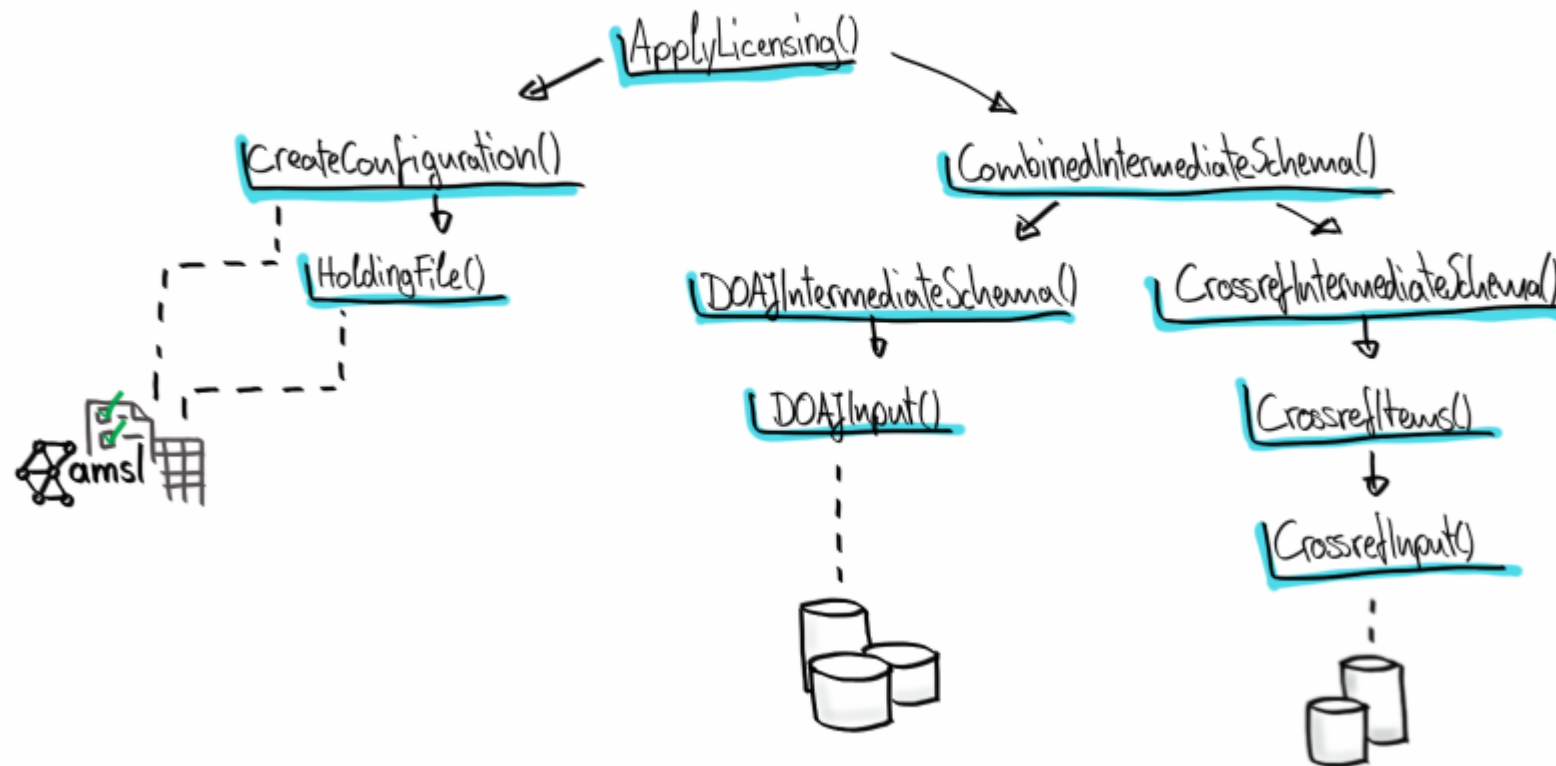 ApplyLicensing()
CreateConfiguration()
CombinedIntermediateSchema()
HoldingFile()
DOAJIntermediateSchema()
CrossrefIntermediateSchema()
DOAJInput()
CrossrefItems()
amsl
CrossrefInput()